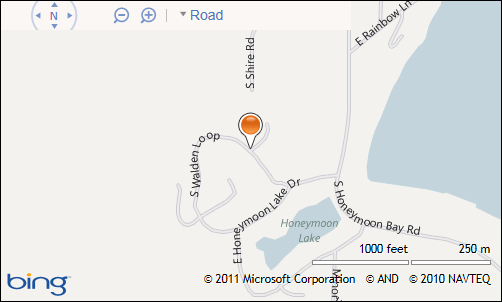 N
Road
E Rainbow Ln
S Shire Rd
S Walden Loop
E Honeymoon Lake Dr
S Honeymoon Bay Rd
Honeymoon
Lake
1000 feet
250 m
bing
© 2011 Microsoft Corporation © AND © 2010 NAVTEQ